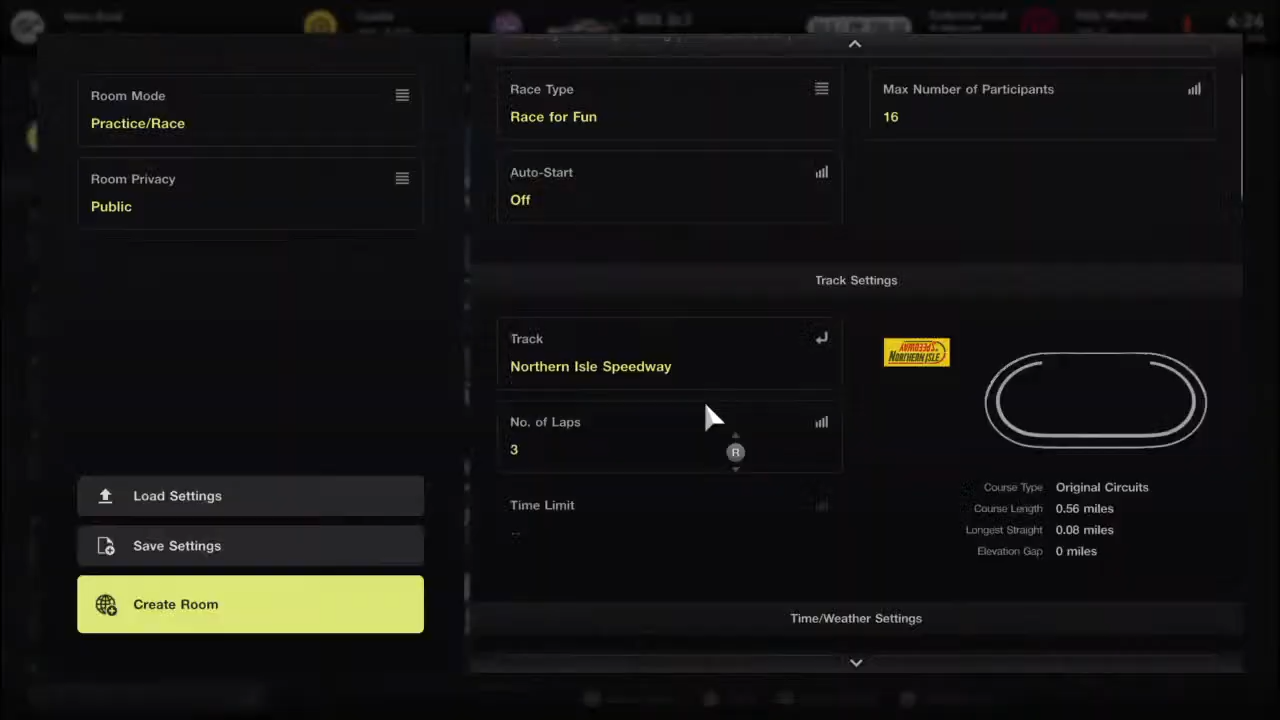 Room Mode
Practice/Race
Room Privacy
Public
Load Settings
Save Settings
Create Room
Race Type
Race for Fun
Max Number of Participants
16
Auto-Start
Off
Track Settings
Track
Northern Isle Speedway
No. of Laps
3
R
Time Limit
--
SPEEDWAY
NORTHERN ISLE
Course Type Original Circuits
Course Length 0.56 miles
Longest Straight 0.08 miles
Elevation Gap 0 miles
Time/Weather Settings